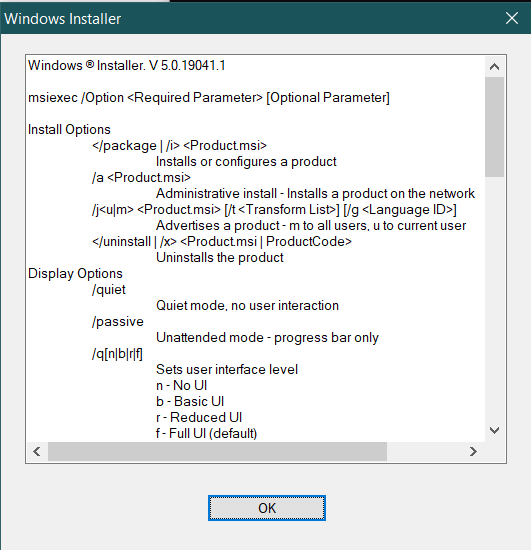 Windows Installer
Windows ® Installer. V 5.0.19041.1
msiexec /Option <Required Parameter> [Optional Parameter]
Install Options
</package | /i> <Product.msi>
Installs or configures a product
/a <Product.msi>
Administrative install - Installs a product on the network
/j<u|m> <Product.msi> [/t <Transform List>] [/g <Language ID>]
Advertises a product - m to all users, u to current user
</uninstall | /x> <Product.msi | ProductCode>
Uninstalls the product
Display Options
/quiet
Quiet mode, no user interaction
/passive
Unattended mode - progress bar only
/q[n|b|r|f]
Sets user interface level
n - No UI
b - Basic UI
r - Reduced UI
f - Full UI (default)
OK